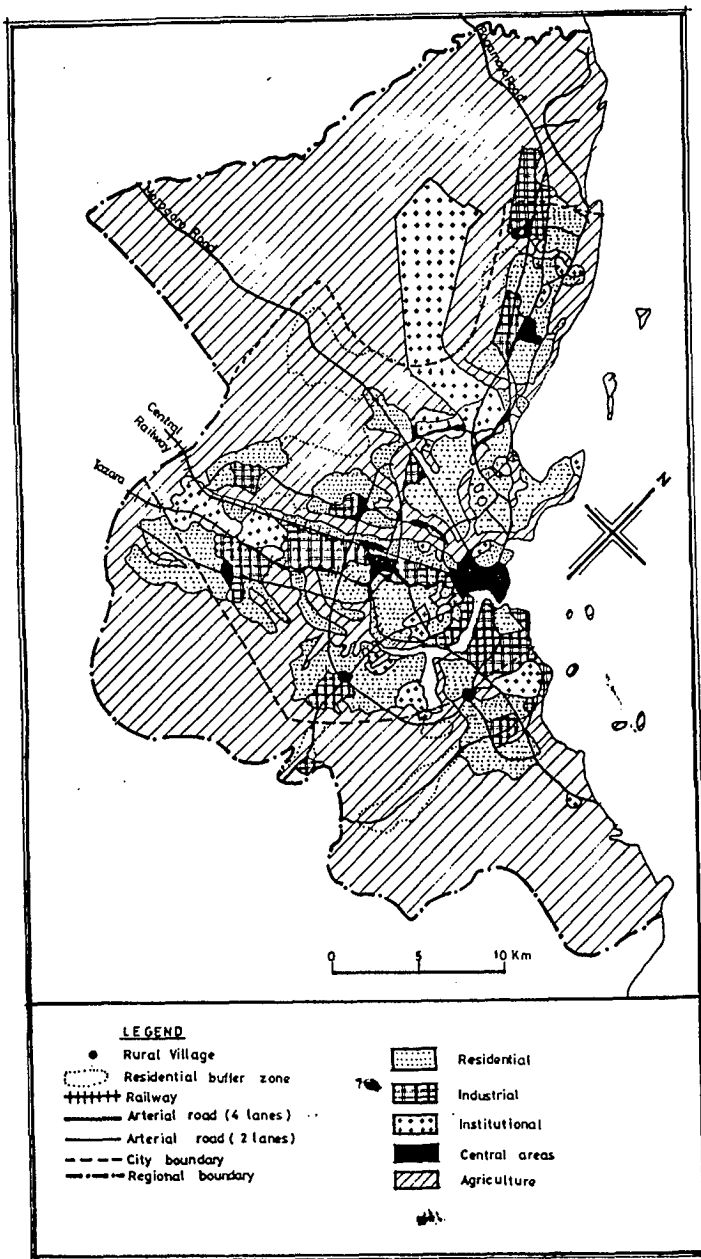 Bagamoyo Road
Morogoro Road
Central
Railway
Tazara
N
0 5 10 Km
LEGEND
Rural Village
Residential buffer zone
Railway
Arterial road (4 lanes)
Arterial road (2 lanes)
City boundary
Regional boundary
Residential
Industrial
Institutional
Central areas
Agriculture